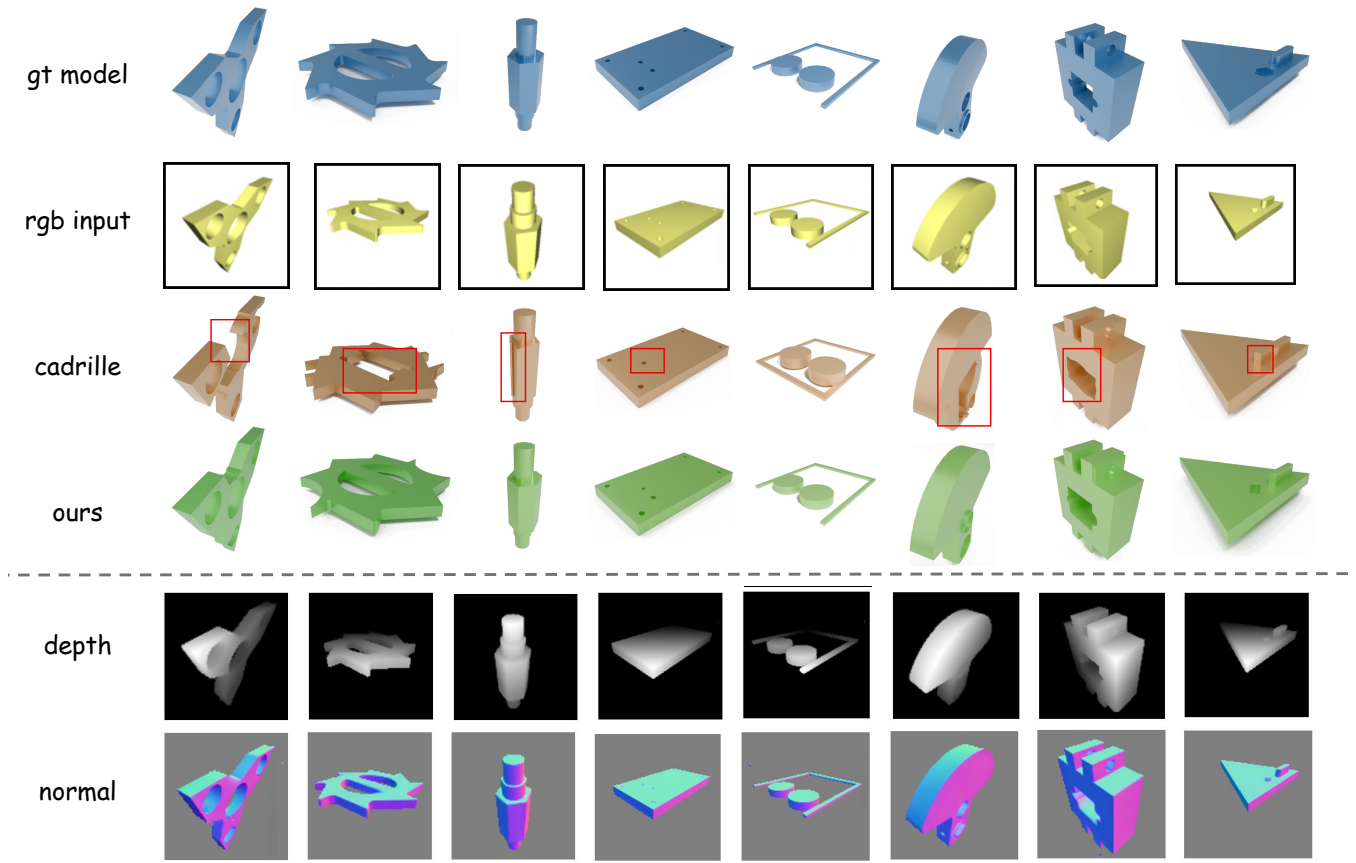 gt model
rgb input
cadrille
ours
depth
normal